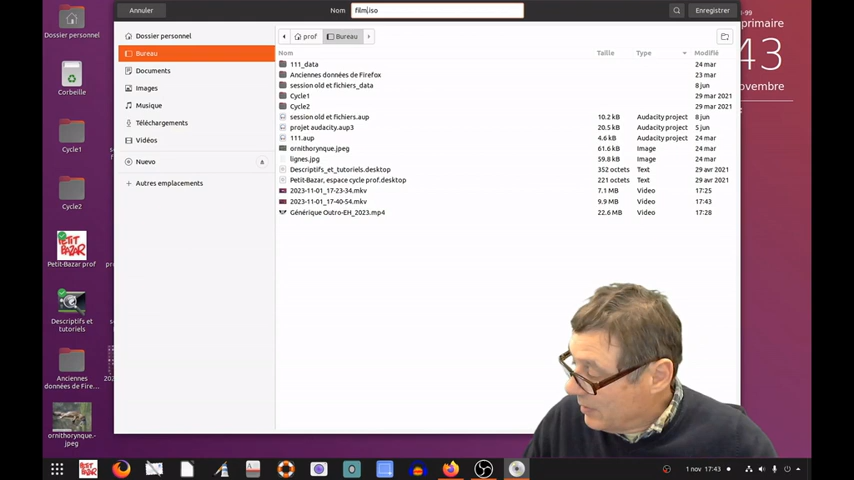 Annuler
Nom
film.iso
Enregistrer
Dossier personnel
Corbeille
Cycle1
Cycle2
PETIT BAZAR
Petit-Bazar prof
Descriptifs et
tutoriels
Anciennes
données de Fire...
ornithorynque.-
jpeg
Dossier personnel
Bureau
Documents
Images
Musique
Téléchargements
Vidéos
Nuevo
Autres emplacements
prof
Bureau
Nom Taille Type Modifié
111_data 24 mar
Anciennes données de Firefox 23 mar
session old et fichiers_data 8 jun
Cycle1 29 mar 2021
Cycle2 29 mar 2021
session old et fichiers.aup 10.2 kB Audacity project 8 jun
projet audacity.aup3 20.5 kB Audacity project 5 jun
111.aup 4.6 kB Audacity project 24 mar
ornithorynque.jpeg 61.6 kB Image 24 mar
lignes.jpg 59.8 kB Image 24 mar
Descriptifs_et_tutoriels.desktop 352 octets Text 29 avr 2021
Petit-Bazar, espace cycle prof.desktop 221 octets Text 29 avr 2021
2023-11-01_17-23-34.mkv 7.1 MB Video 17:25
2023-11-01_17-40-54.mkv 9.9 MB Video 17:43
Générique Outro-EH_2023.mp4 22.6 MB Video 17:28
1-99
primaire
43
ovembre
1 nov 17:43